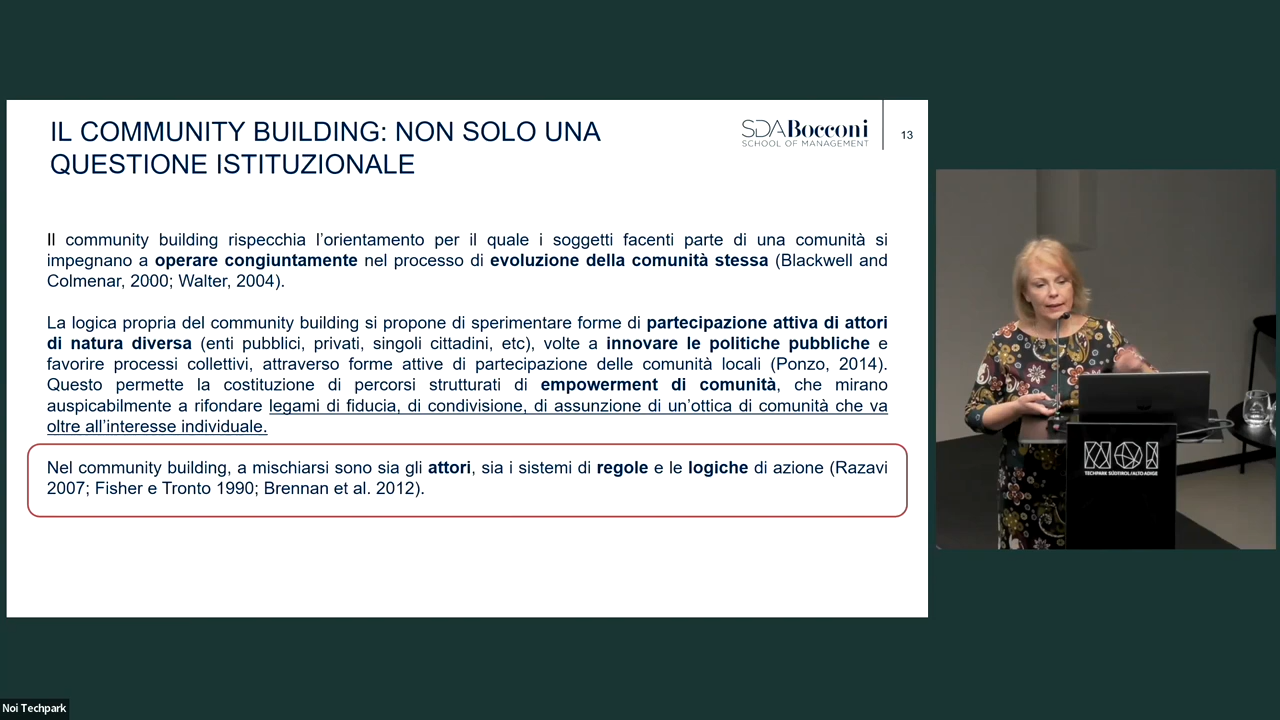 IL COMMUNITY BUILDING: NON SOLO UNA
QUESTIONE ISTITUZIONALE
SDABocconi
SCHOOL OF MANAGEMENT
13
Il community building rispecchia l’orientamento per il quale i soggetti facenti parte di una comunità si
impegnano a operare congiuntamente nel processo di evoluzione della comunità stessa (Blackwell and
Colmenar, 2000; Walter, 2004).
La logica propria del community building si propone di sperimentare forme di partecipazione attiva di attori
di natura diversa (enti pubblici, privati, singoli cittadini, etc), volte a innovare le politiche pubbliche e
favorire processi collettivi, attraverso forme attive di partecipazione delle comunità locali (Ponzo, 2014).
Questo permette la costituzione di percorsi strutturati di empowerment di comunità, che mirano
auspicabilmente a rifondare legami di fiducia, di condivisione, di assunzione di un’ottica di comunità che va
oltre all’interesse individuale.
Nel community building, a mischiarsi sono sia gli attori, sia i sistemi di regole e le logiche di azione (Razavi
2007; Fisher e Tronto 1990; Brennan et al. 2012).
NOI
TECHPARK SÜDTIROL/ALTO ADIGE
Noi Techpark